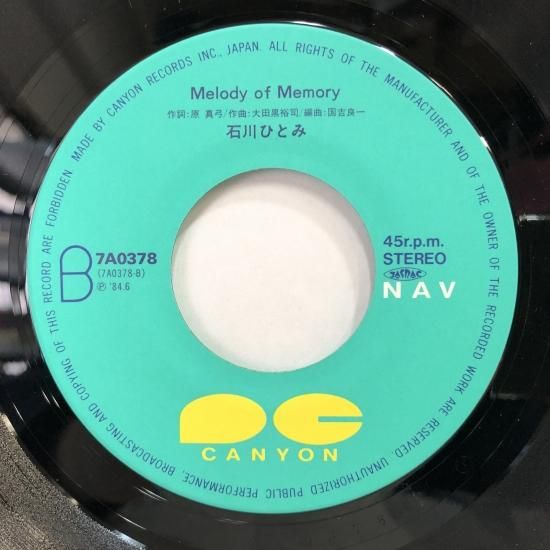 MADE BY CANYON RECORDS INC., JAPAN. ALL RIGHTS OF THE MANUFACTURER AND OF THE OWNER OF THE RECORDED WORK ARE RESERVED. UNAUTHORIZED PUBLIC PERFORMANCE, BROADCASTING AND COPYING OF THIS RECORD ARE FORBIDDEN.
Melody of Memory
作詞:原 真弓/作曲:大田黒裕司/編曲:国吉良一
石川ひとみ
B
7A0378
(7A0378-B)
Ⓟ '84.6
45r.p.m.
STEREO
NAV
CANYON